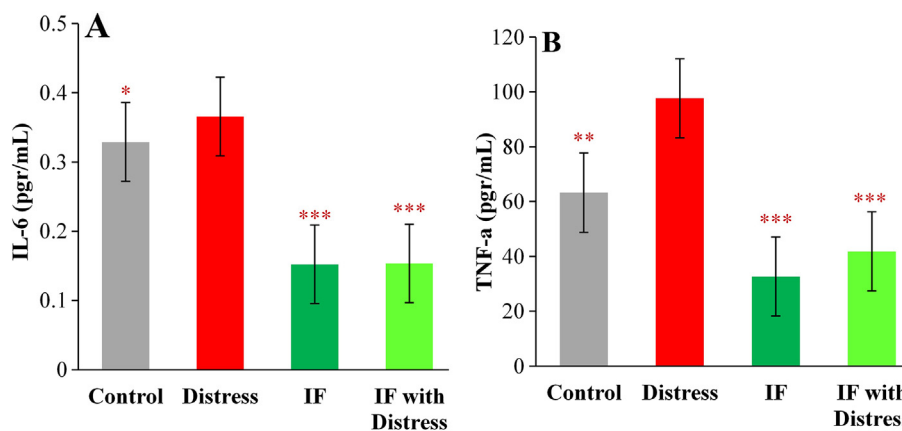 A
IL-6 (pgr/mL)
0.5
0.4
0.3
0.2
0.1
0
*
***
***
Control
Distress
IF
IF with
Distress
B
TNF-a (pgr/mL)
120
100
80
60
40
20
0
**
***
***
Control
Distress
IF
IF with
Distress